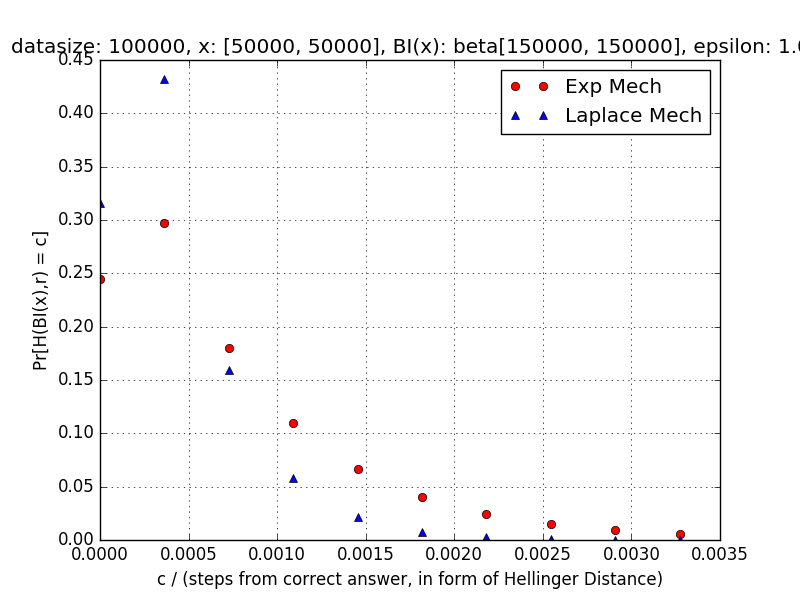 datasize: 100000, x: [50000, 50000], BI(x): beta[150000, 150000], epsilon: 1.0
Exp Mech
Laplace Mech
Pr[H(BI(x),r) = c]
0.45
0.40
0.35
0.30
0.25
0.20
0.15
0.10
0.05
0.00
0.0000 0.0005 0.0010 0.0015 0.0020 0.0025 0.0030 0.0035
c / (steps from correct answer, in form of Hellinger Distance)